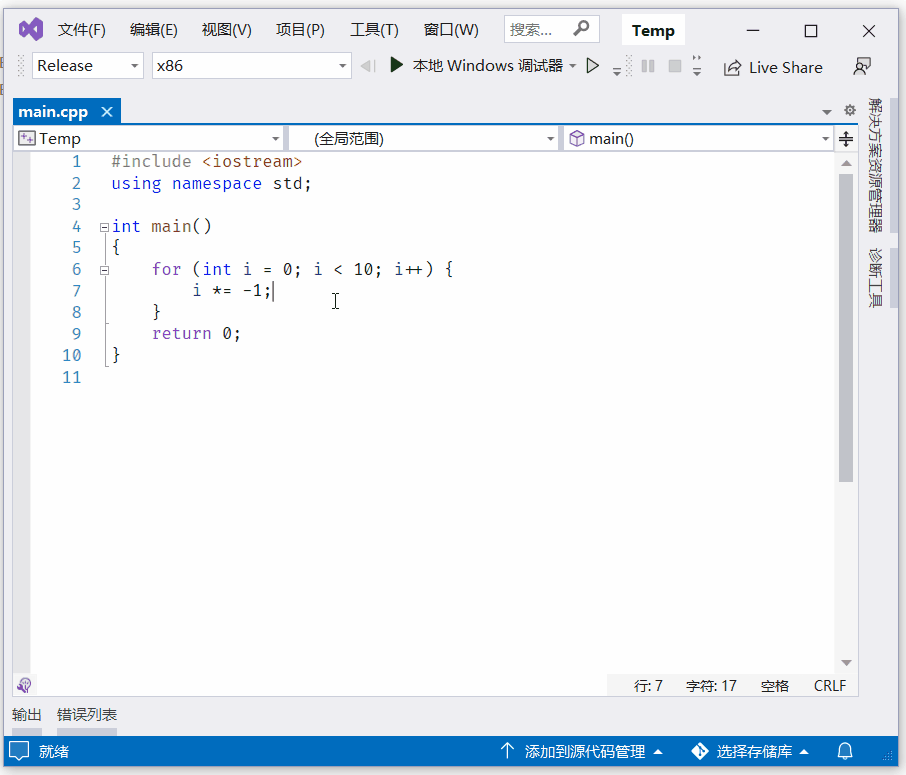 文件(F) 编辑(E) 视图(V) 项目(P) 工具(T) 窗口(W) 搜索... Temp
Release x86 本地 Windows 调试器 Live Share
main.cpp
Temp (全局范围) main()
1 #include <iostream>
2 using namespace std;
3
4 int main()
5 {
6 for (int i = 0; i < 10; i++) {
7 i *= -1;
8 }
9 return 0;
10 }
11
解决方案资源管理器
诊断工具
行: 7 字符: 17 空格 CRLF
输出 错误列表
就绪 添加到源代码管理 选择存储库